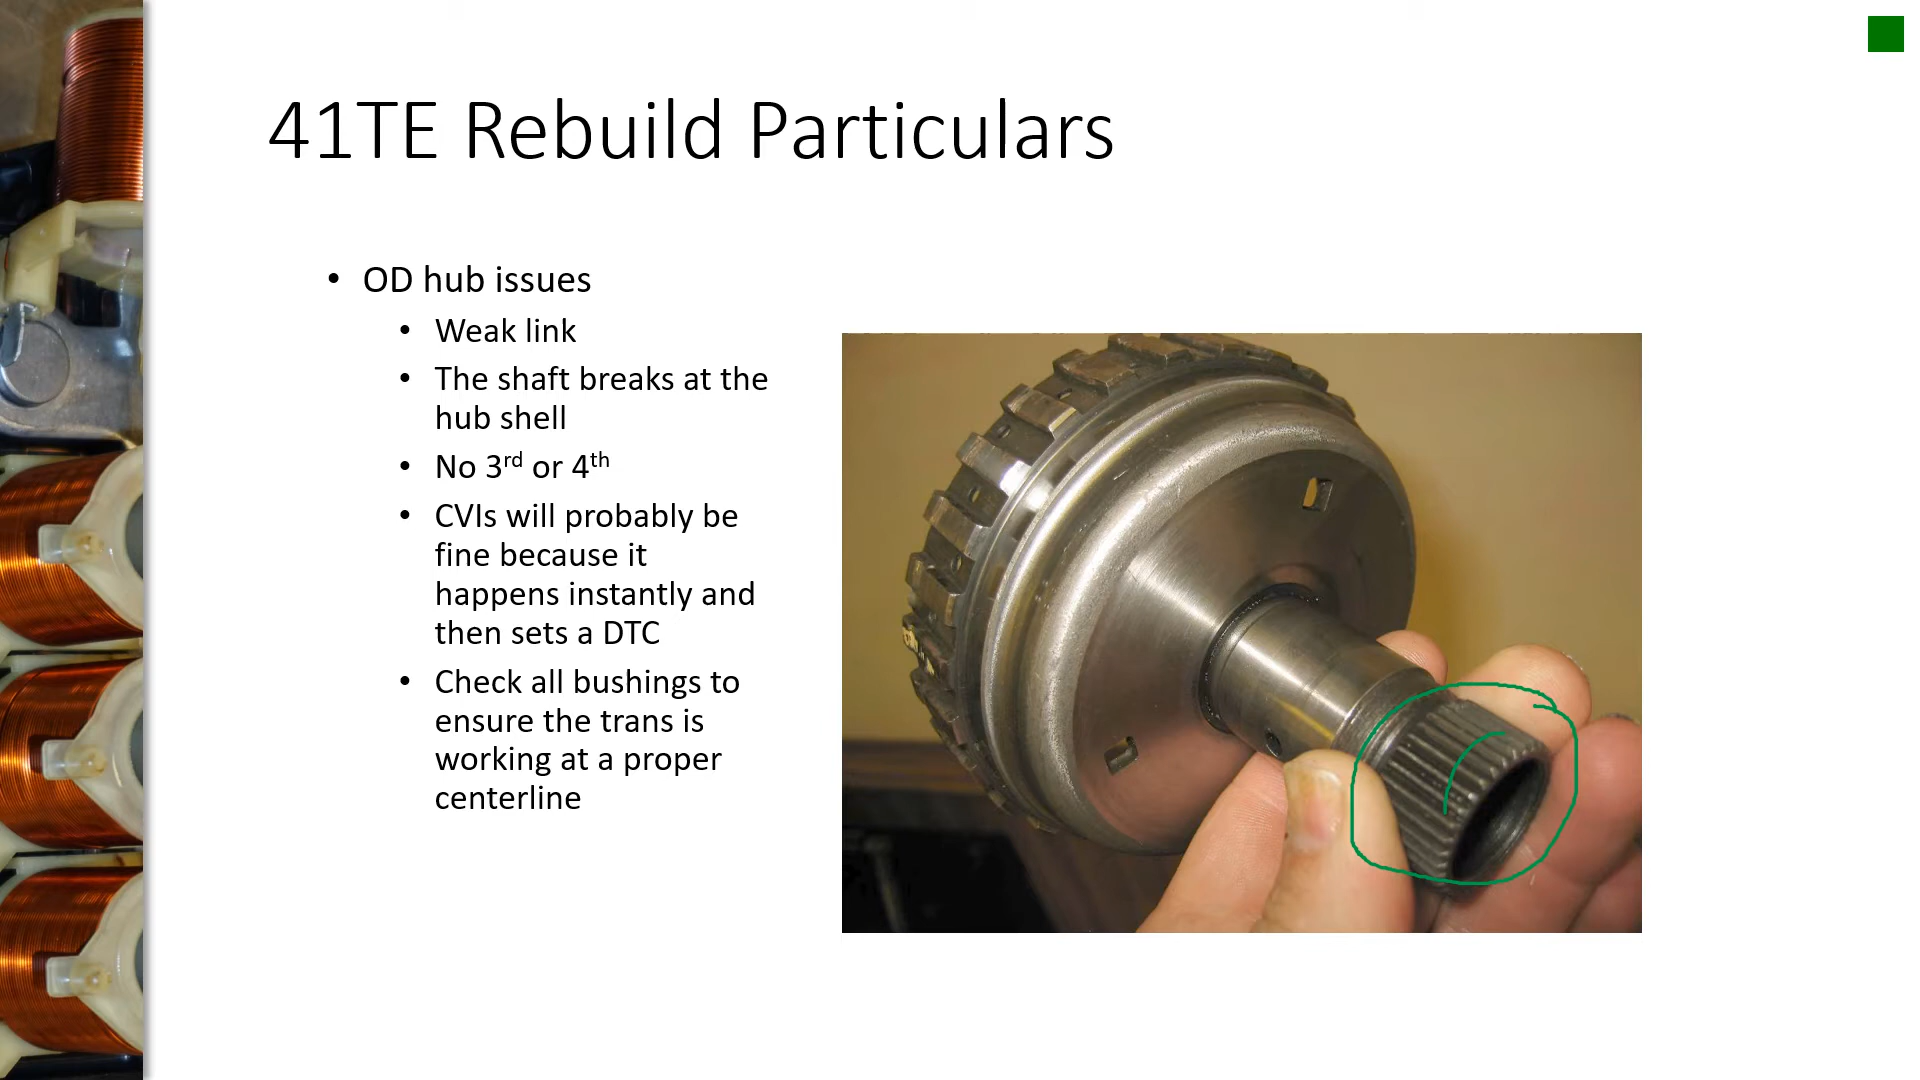 41TE Rebuild Particulars
• OD hub issues
• Weak link
• The shaft breaks at the
hub shell
• No 3rd or 4th
• CVIs will probably be
fine because it
happens instantly and
then sets a DTC
• Check all bushings to
ensure the trans is
working at a proper
centerline